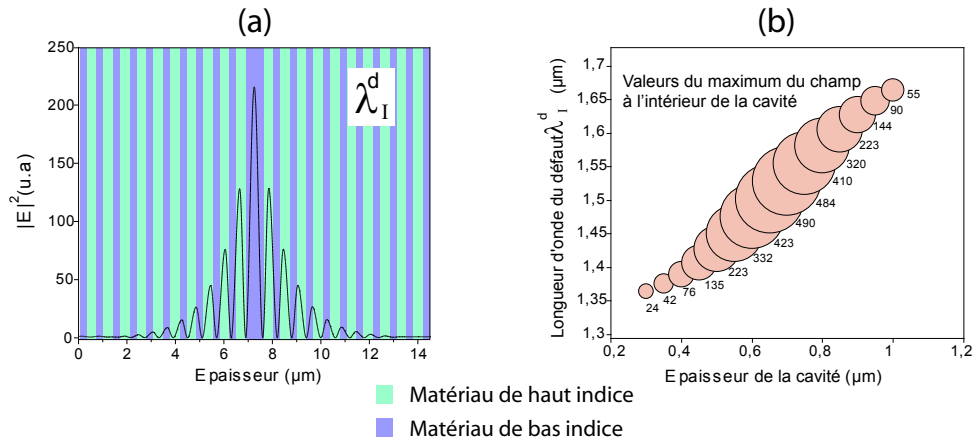 (a)
250
200
150
100
50
0
|E|²(u.a)
λ_I^d
0 2 4 6 8 10 12 14
Epaisseur (µm)
(b)
1,7
1,65
1,6
1,55
1,5
1,45
1,4
1,35
1,3
Longueur d'onde du défaut λ_I^d (µm)
Valeurs du maximum du champ
à l'intérieur de la cavité
55
90
144
223
320
410
484
490
423
332
223
135
76
42
24
0,2 0,4 0,6 0,8 1 1,2
Epaisseur de la cavité (µm)
Matériau de haut indice
Matériau de bas indice